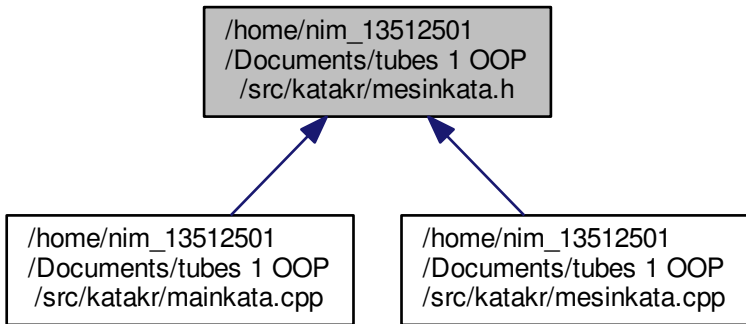 /home/nim_13512501
/Documents/tubes 1 OOP
/src/katakr/mesinkata.h
/home/nim_13512501
/Documents/tubes 1 OOP
/src/katakr/mainkata.cpp
/home/nim_13512501
/Documents/tubes 1 OOP
/src/katakr/mesinkata.cpp